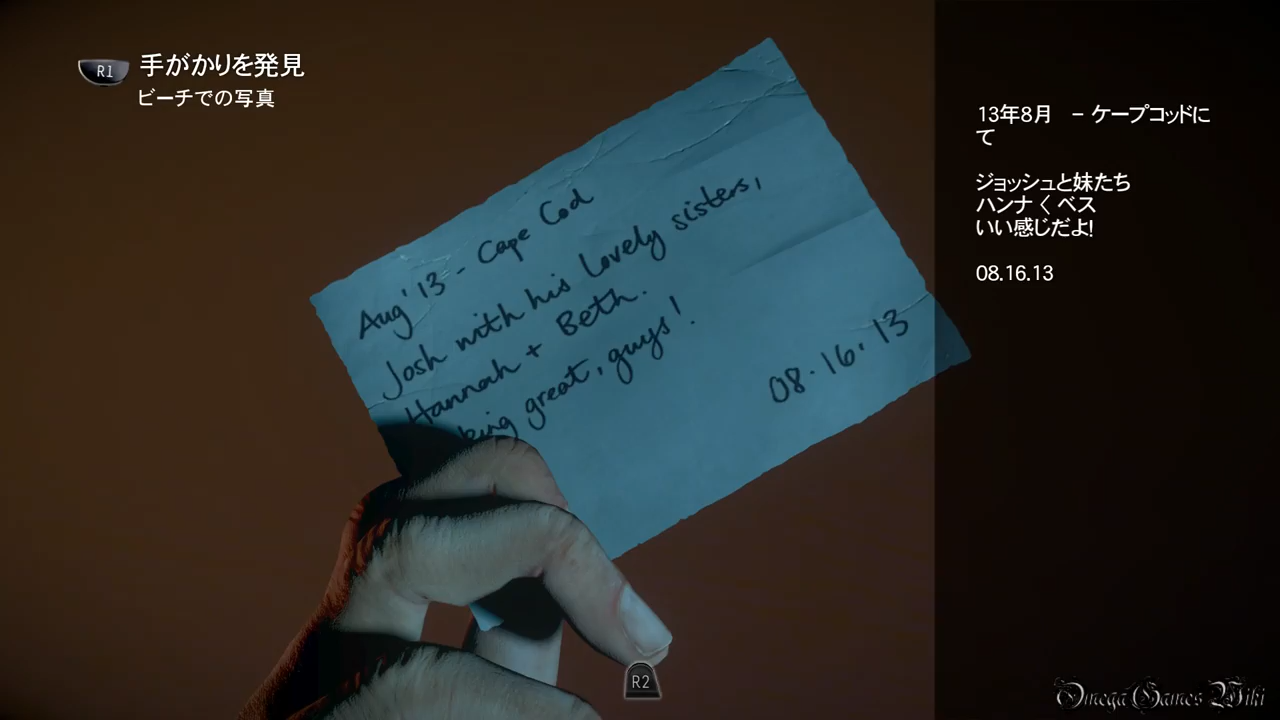 R1 手がかりを発見
ビーチでの写真
Aug' 13 - Cape Cod
Josh with his lovely sisters,
Hannah + Beth.
king great, guys!
08.16.13
13年8月 － ケープコッドに
て
ジョッシュと妹たち
ハンナ く ベス
いい感じだよ!
08.16.13
R2
Omega Games Wiki